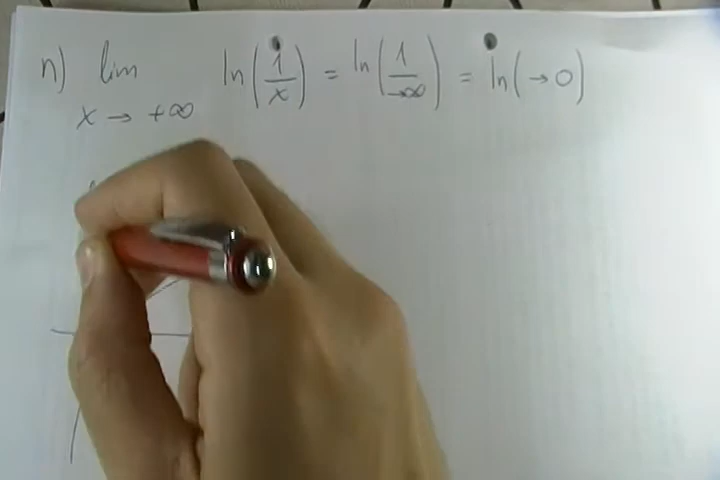 n) lim ln(1/x) = ln(1/→∞) = ln(→0)
x → +∞